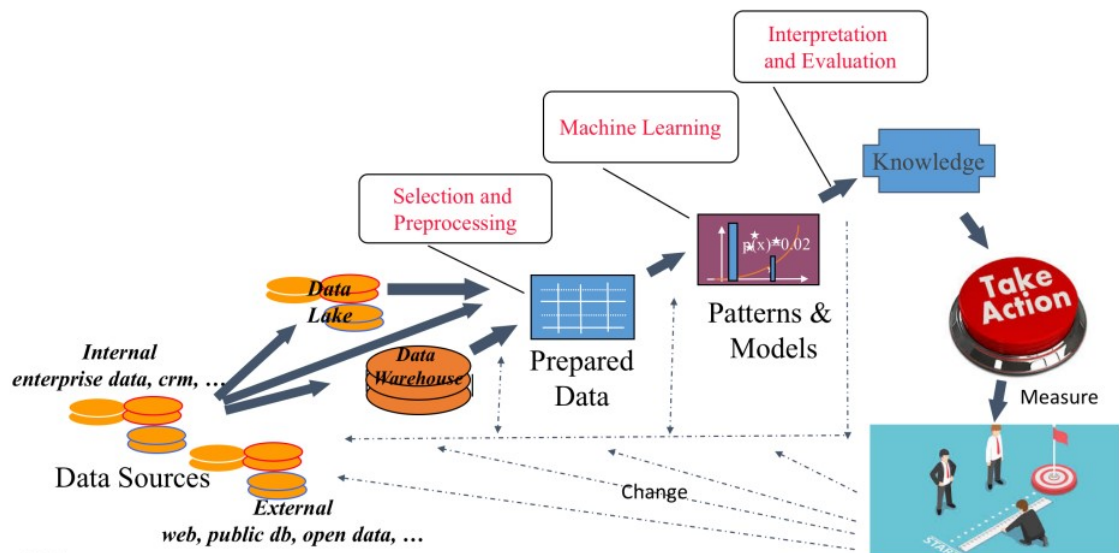 Interpretation
and Evaluation
Machine Learning
Knowledge
Selection and
Preprocessing
p(x)=0.02
Take
Action
Data
Lake
Patterns &
Models
Internal
enterprise data, crm, …
Data
Warehouse
Prepared
Data
Measure
Data Sources
Change
External
web, public db, open data, …
START